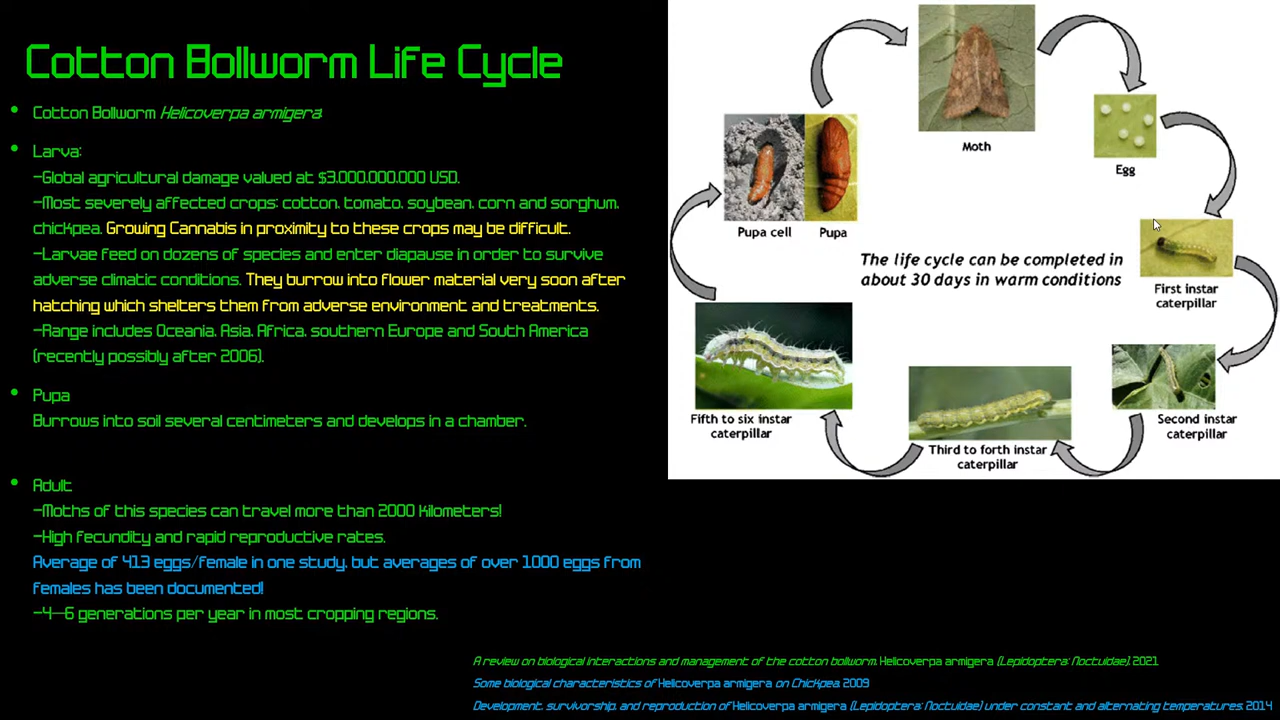 Cotton Bollworm Life Cycle
• Cotton Bollworm Helicoverpa armigera:
• Larva:
-Global agricultural damage valued at $3.000.000.000 USD.
-Most severely affected crops: cotton, tomato, soybean, corn and sorghum,
chickpea. Growing Cannabis in proximity to these crops may be difficult.
-Larvae feed on dozens of species and enter diapause in order to survive
adverse climatic conditions. They burrow into flower material very soon after
hatching which shelters them from adverse environment and treatments.
-Range includes Oceania, Asia, Africa, southern Europe and South America
(recently possibly after 2006).
• Pupa
Burrows into soil several centimeters and develops in a chamber.
• Adult
-Moths of this species can travel more than 2000 Kilometers!
-High fecundity and rapid reproductive rates.
Average of 413 eggs/female in one study, but averages of over 1000 eggs from
females has been documented!
-4-6 generations per year in most cropping regions.
Moth
Egg
Pupa cell
Pupa
The life cycle can be completed in
about 30 days in warm conditions
First instar
caterpillar
Second instar
caterpillar
Third to forth instar
caterpillar
Fifth to six instar
caterpillar
A review on biological interactions and management of the cotton bollworm, Helicoverpa armigera (Lepidoptera: Noctuidae). 2021
Some biological characteristics of Helicoverpa armigera on Chickpea. 2009
Development, survivorship, and reproduction of Helicoverpa armigera (Lepidoptera: Noctuidae) under constant and alternating temperatures. 2014